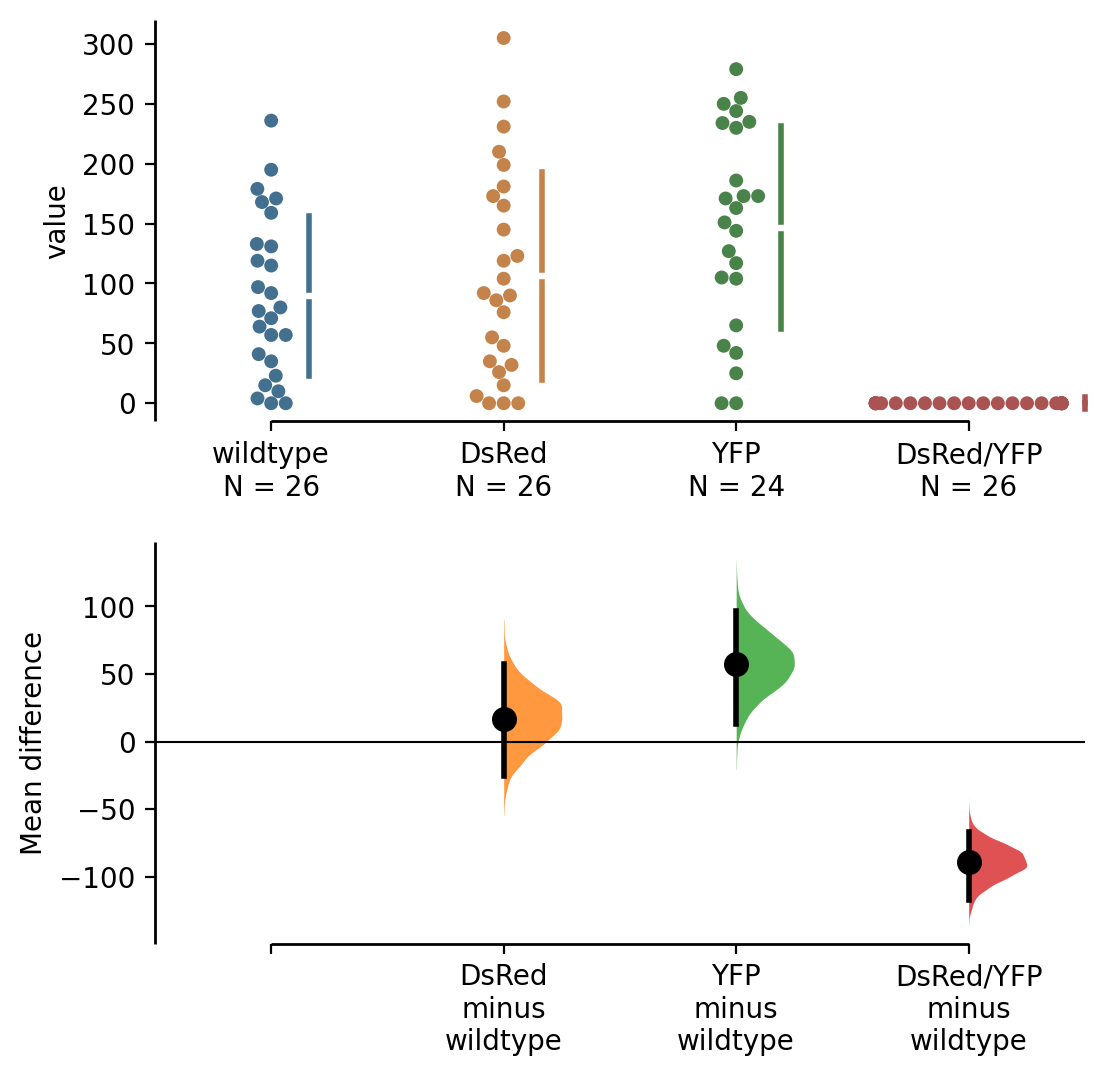 300
250
200
150
100
50
0
value
wildtype DsRed YFP DsRed/YFP
N = 26 N = 26 N = 24 N = 26
100
50
0
−50
−100
Mean difference
DsRed YFP DsRed/YFP
minus minus minus
wildtype wildtype wildtype